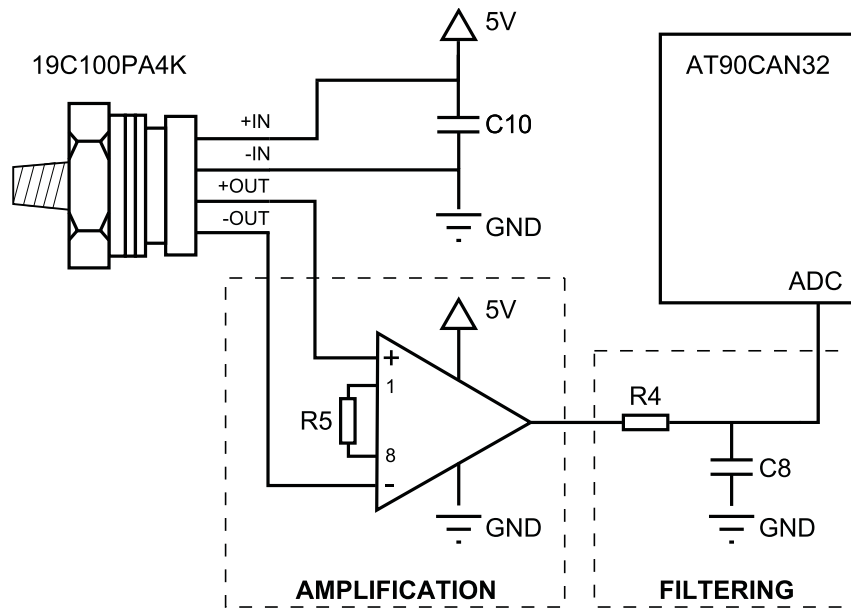 5V
19C100PA4K
AT90CAN32
+IN
C10
-IN
+OUT
-OUT
GND
ADC
5V
+
1
R5
8
-
R4
C8
GND
GND
AMPLIFICATION
FILTERING